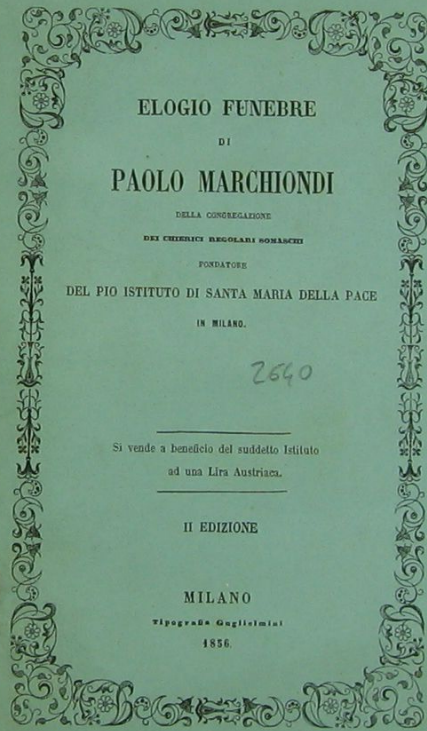 ELOGIO FUNEBRE
DI
PAOLO MARCHIONDI
DELLA CONGREGAZIONE
DEI CHIERICI REGOLARI SOMASCHI
FONDATORE
DEL PIO ISTITUTO DI SANTA MARIA DELLA PACE
IN MILANO.
2640
Si vende a beneficio del suddetto Istituto
ad una Lira Austriaca.
II EDIZIONE
MILANO
Tipografia Guglielmini
1856.